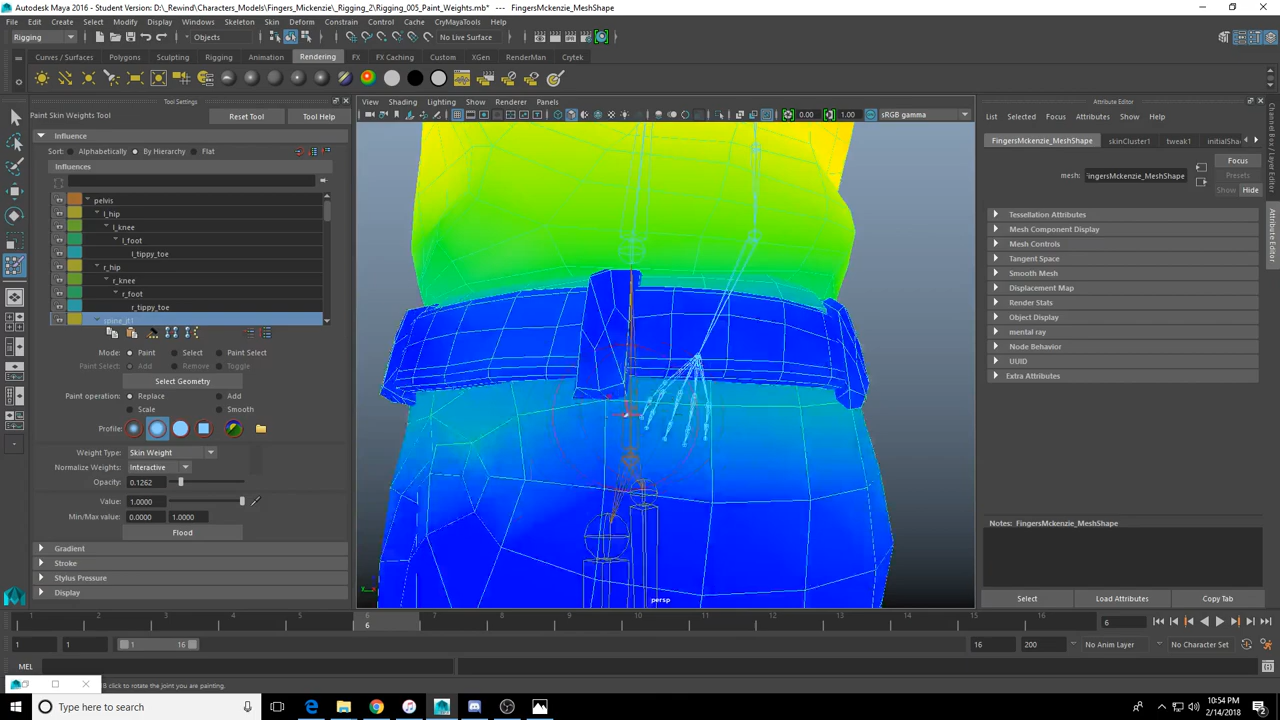 Autodesk Maya 2016 - Student Version: D:\_Rewind\Characters_Models\Fingers_Mickenzie\_Rigging_2\Rigging_005_Paint_Weights.mb* - FingersMckenzie_MeshShape
File Edit Create Select Modify Display Windows Skeleton Skin Deform Constrain Control Cache CryMayaTools Help
Rigging Objects No Live Surface
Curves / Surfaces Polygons Sculpting Rigging Animation Rendering FX FX Caching Custom XGen RenderMan Crytek
Tool Settings
Paint Skin Weights Tool Reset Tool Tool Help
Influence
Sort: Alphabetically By Hierarchy Flat
Influences
pelvis
l_hip
l_knee
l_foot
l_tippy_toe
r_hip
r_knee
r_foot
r_tippy_toe
Mode: Paint Select Paint Select
Paint Select: Add Remove Toggle
Select Geometry
Paint operation: Replace Add
Scale Smooth
Profile:
Weight Type: Skin Weight
Normalize Weights: Interactive
Opacity: 0.1262
Value: 1.0000
Min/Max value: 0.0000 1.0000
Flood
Gradient
Stroke
Stylus Pressure
Display
View Shading Lighting Show Renderer Panels
0.00 1.00 sRGB gamma
persp
Attribute Editor
List Selected Focus Attributes Show Help
FingersMckenzie_MeshShape skinCluster1 tweak1 initialSha
Focus
mesh: FingersMckenzie_MeshShape Presets
Show Hide
Tessellation Attributes
Mesh Component Display
Mesh Controls
Tangent Space
Smooth Mesh
Displacement Map
Render Stats
Object Display
mental ray
Node Behavior
UUID
Extra Attributes
Notes: FingersMckenzie_MeshShape
Select Load Attributes Copy Tab
Channel Box / Layer Editor
Attribute Editor
1 2 3 4 5 6 7 8 9 10 11 12 13 14 15 16
6 6
1 1 1 16 16 200 No Anim Layer No Character Set
MEL
B click to rotate the joint you are painting.
Type here to search
10:54 PM
2/14/2018